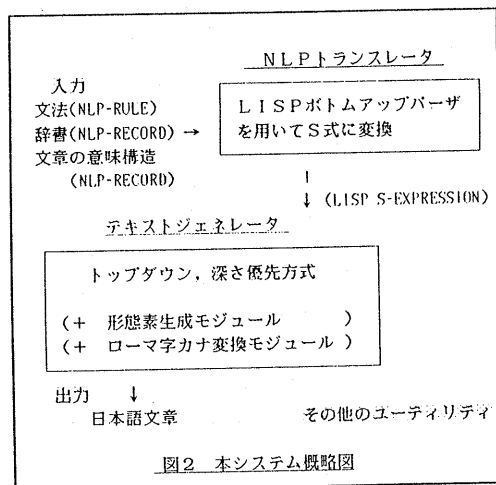 NLPトランスレータ
入力
文法(NLP-RULE)
辞書(NLP-RECORD) →
文章の意味構造
(NLP-RECORD)
LISPボトムアップパーザ
を用いてS式に変換
↓ (LISP S-EXPRESSION)
テキストジェネレータ
トップダウン,深さ優先方式
(+ 形態素生成モジュール )
(+ ローマ字カナ変換モジュール )
出力 ↓
日本語文章 その他のユーティリティ
図2 本システム概略図